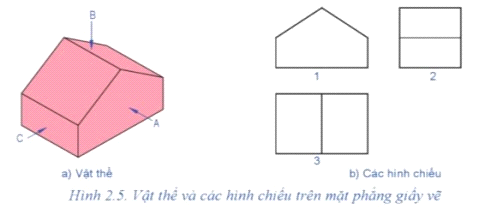 B
A
C
1
2
3
a) Vật thể
b) Các hình chiếu
Hình 2.5. Vật thể và các hình chiếu trên mặt phẳng giấy vẽ